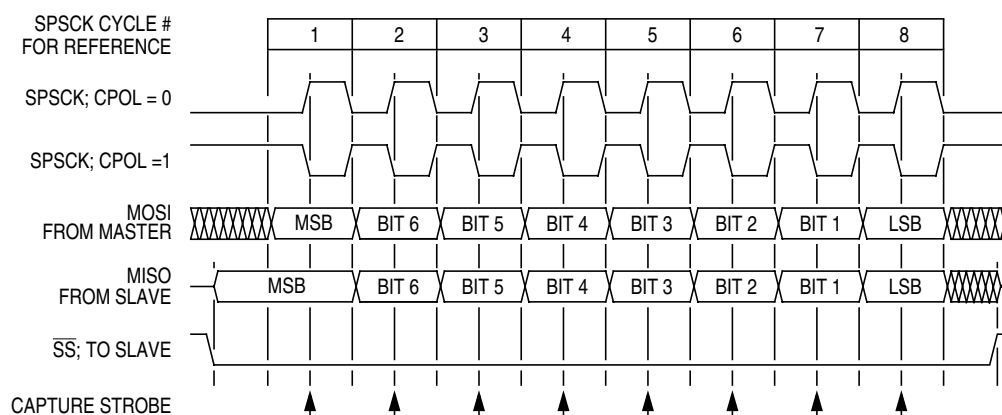 SPSCK CYCLE #
FOR REFERENCE
1 2 3 4 5 6 7 8
SPSCK; CPOL = 0
SPSCK; CPOL =1
MOSI
FROM MASTER
MSB BIT 6 BIT 5 BIT 4 BIT 3 BIT 2 BIT 1 LSB
MISO
FROM SLAVE
MSB BIT 6 BIT 5 BIT 4 BIT 3 BIT 2 BIT 1 LSB
SS; TO SLAVE
CAPTURE STROBE